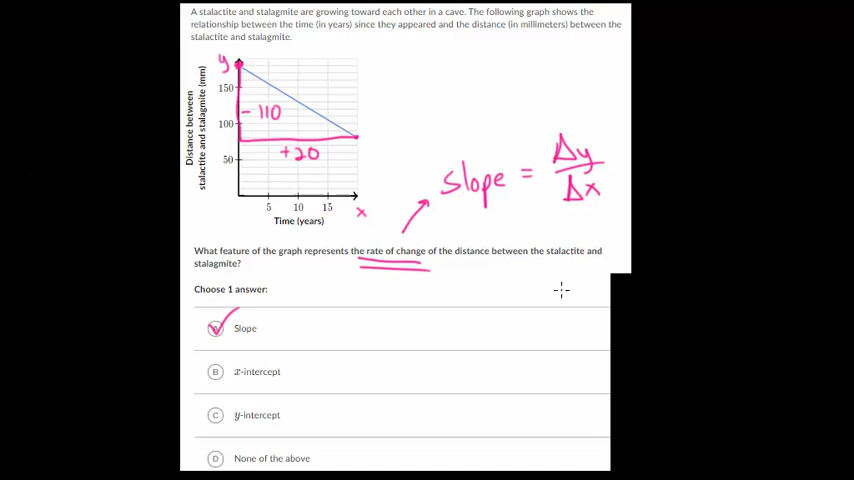 A stalactite and stalagmite are growing toward each other in a cave. The following graph shows the
relationship between the time (in years) since they appeared and the distance (in millimeters) between the
stalactite and stalagmite.
y
Distance between
stalactite and stalagmite (mm)
150
100
50
- 110
+20
5 10 15
Time (years)
x
slope = Δy/Δx
What feature of the graph represents the rate of change of the distance between the stalactite and
stalagmite?
Choose 1 answer:
A Slope
B x-intercept
C y-intercept
D None of the above